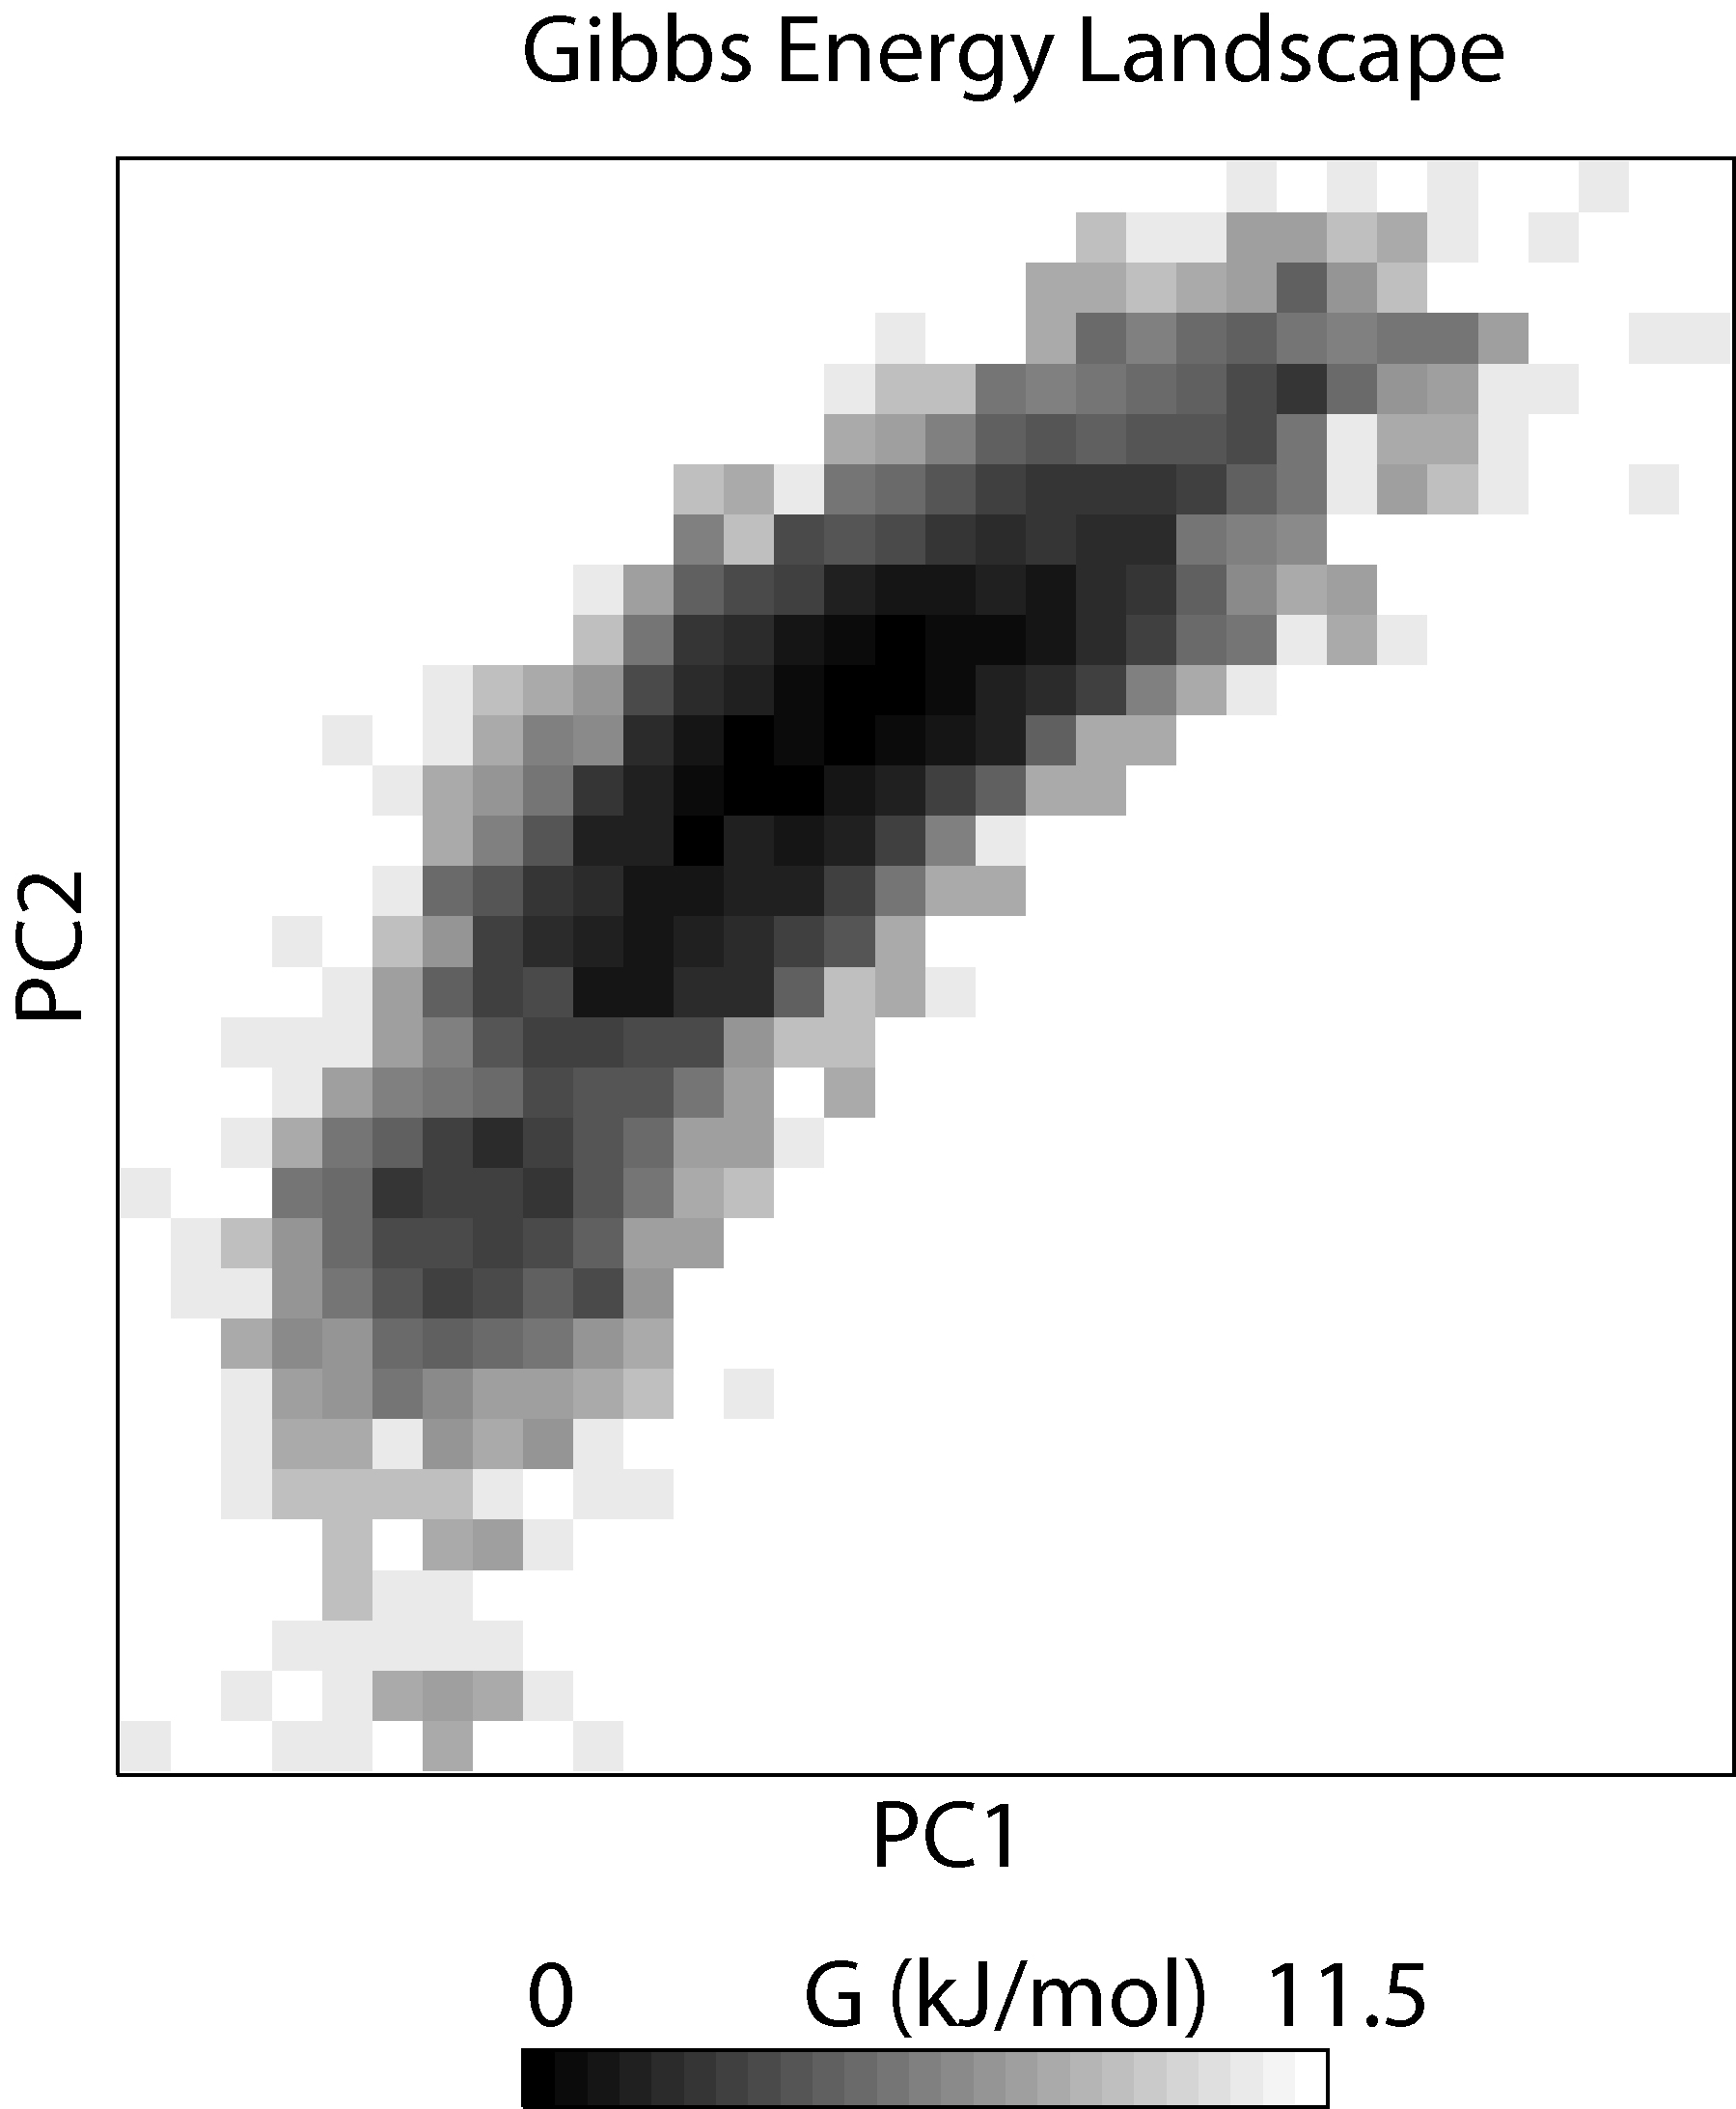 Gibbs Energy Landscape
PC2
PC1
0 G (kJ/mol) 11.5